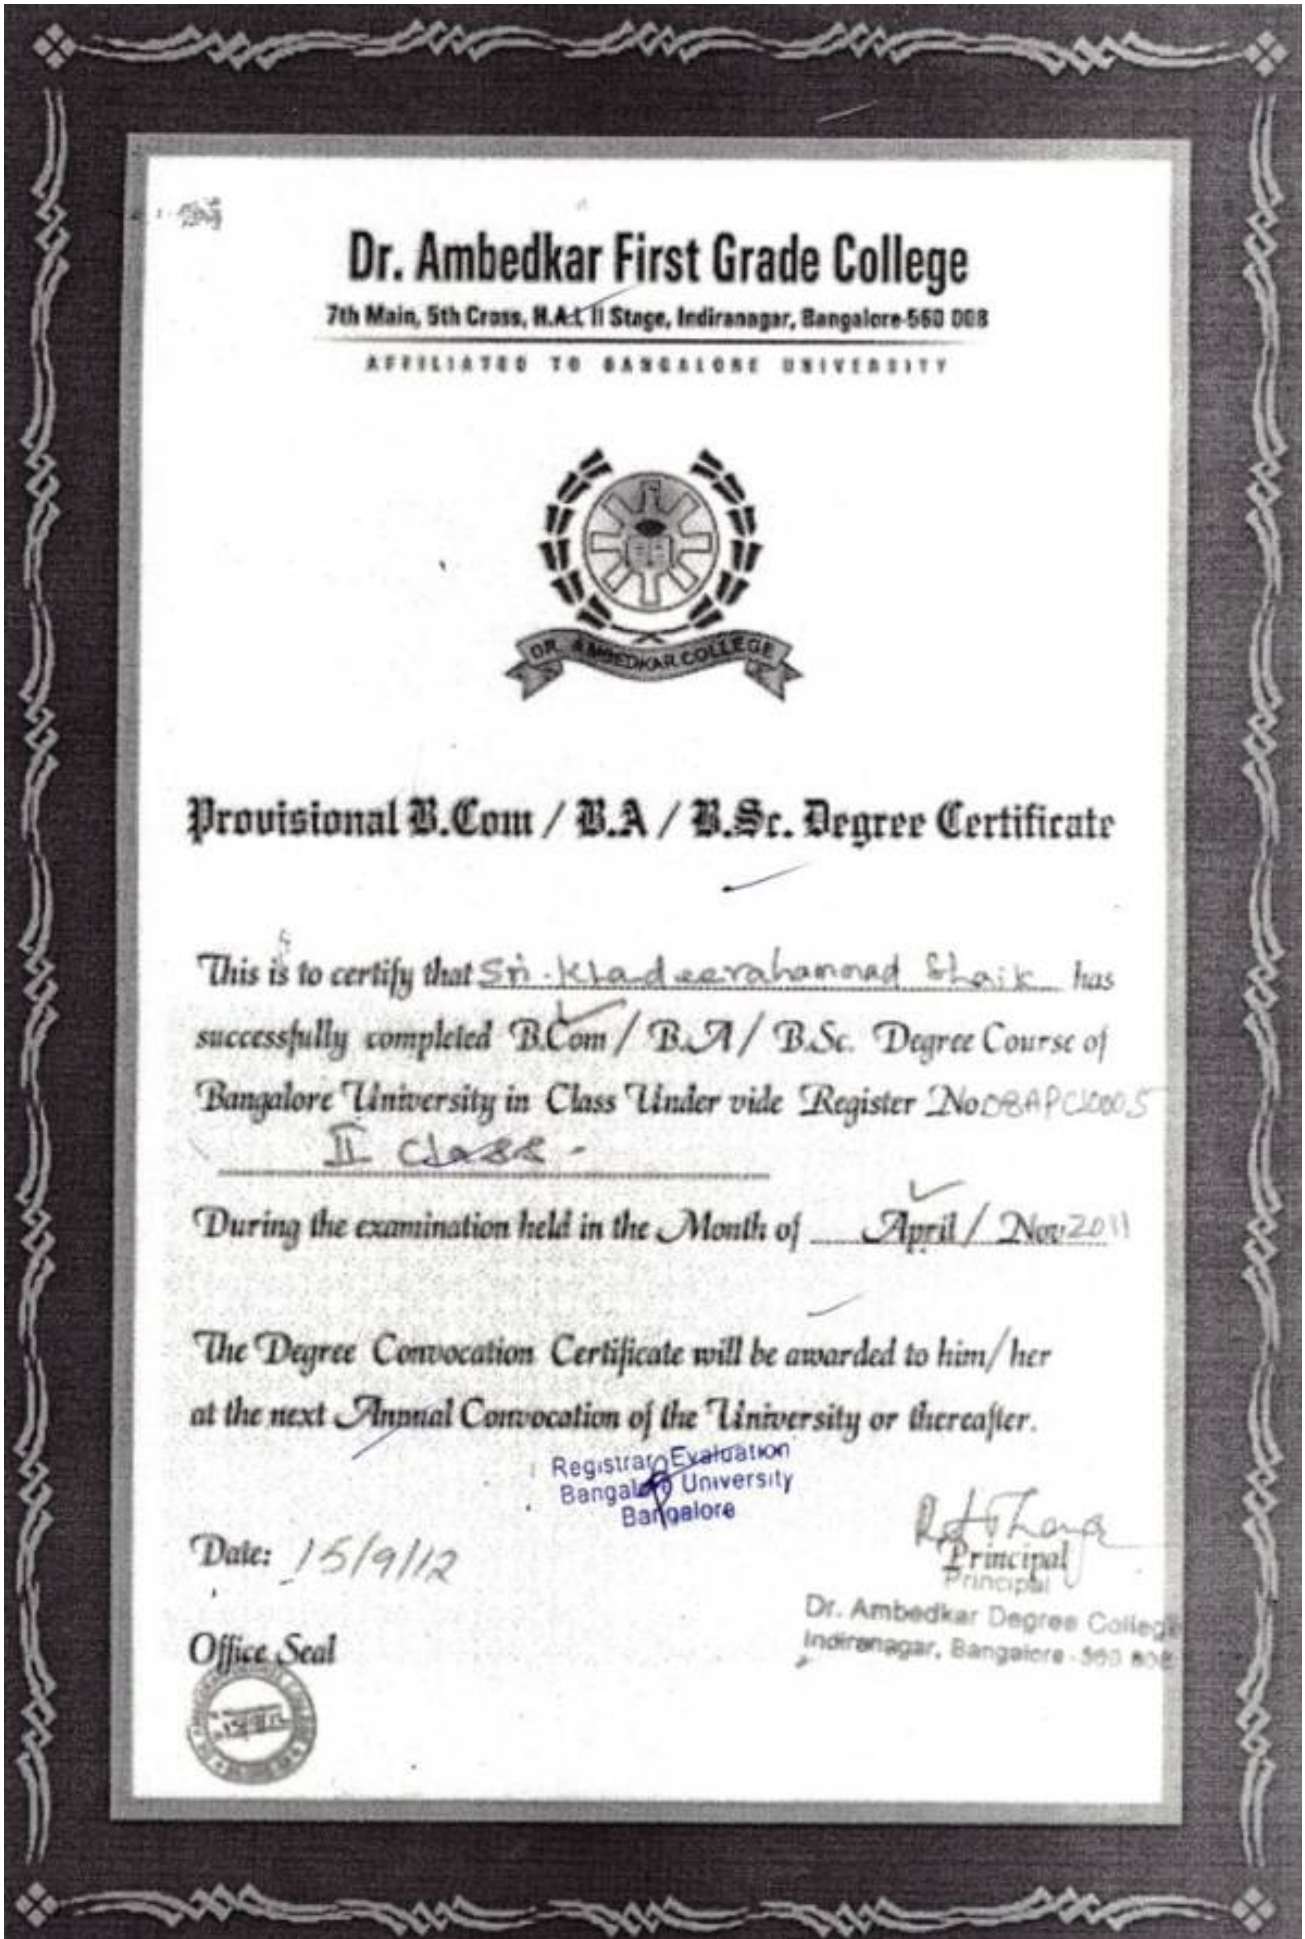 Dr. Ambedkar First Grade College
7th Main, 5th Cross, H.A.L II Stage, Indiranagar, Bangalore-560 008
AFFILIATED TO BANGALORE UNIVERSITY
DR. AMBEDKAR COLLEGE
Provisional B.Com / B.A / B.Sc. Degree Certificate
This is to certify that Sri. Khadeerahammad Shaik has
successfully completed B.Com / B.A / B.Sc. Degree Course of
Bangalore University in Class Under vide Register No 08APC10005
II Class -
During the examination held in the Month of April / Nov 2011
The Degree Convocation Certificate will be awarded to him/ her
at the next Annual Convocation of the University or thereafter.
Registrar Evaluation
Bangalore University
Bangalore
Date: 15/9/12
Principal
Principal
Dr. Ambedkar Degree College
Indiranagar, Bangalore - 560 008
Office Seal